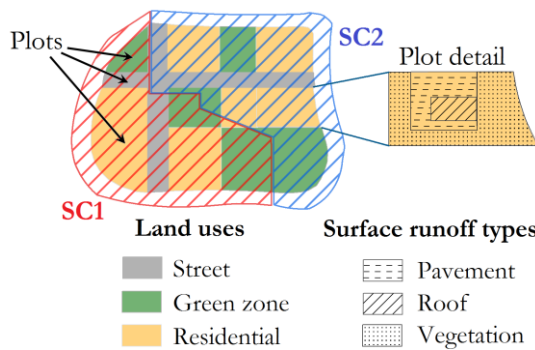 Plots
SC2
Plot detail
SC1
Land uses
Street
Green zone
Residential
Surface runoff types
Pavement
Roof
Vegetation